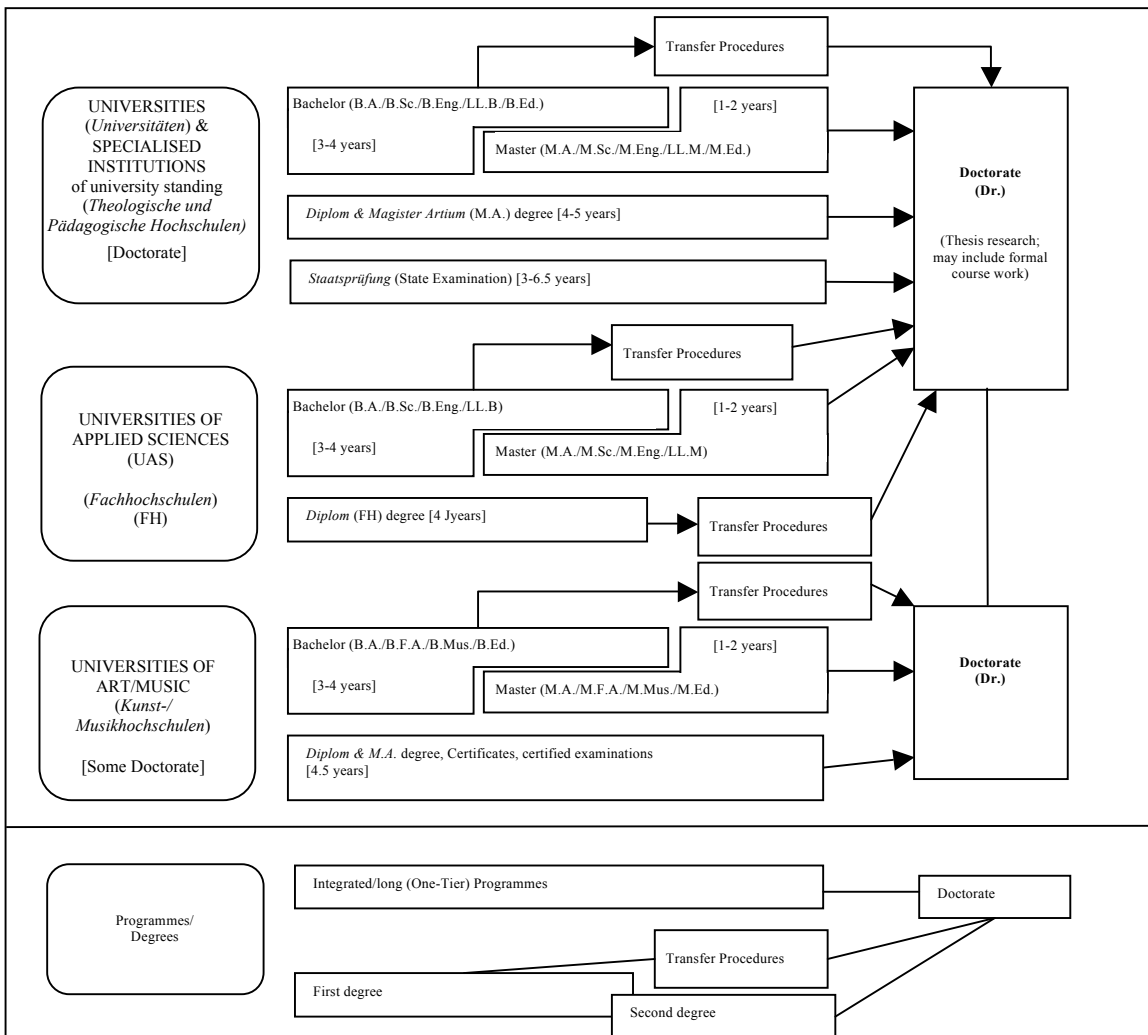 Transfer Procedures
UNIVERSITIES
(Universitäten) &
SPECIALISED
INSTITUTIONS
of university standing
(Theologische und
Pädagogische Hochschulen)
[Doctorate]
Bachelor (B.A./B.Sc./B.Eng./LL.B./B.Ed.)
[3-4 years]
[1-2 years]
Master (M.A./M.Sc./M.Eng./LL.M./M.Ed.)
Diplom & Magister Artium (M.A.) degree [4-5 years]
Staatsprüfung (State Examination) [3-6.5 years]
Doctorate
(Dr.)
(Thesis research;
may include formal
course work)
UNIVERSITIES OF
APPLIED SCIENCES
(UAS)
(Fachhochschulen)
(FH)
Transfer Procedures
Bachelor (B.A./B.Sc./B.Eng./LL.B)
[3-4 years]
[1-2 years]
Master (M.A./M.Sc./M.Eng./LL.M)
Diplom (FH) degree [4 Jyears]
Transfer Procedures
UNIVERSITIES OF
ART/MUSIC
(Kunst-/
Musikhochschulen)
[Some Doctorate]
Transfer Procedures
Bachelor (B.A./B.F.A./B.Mus./B.Ed.)
[3-4 years]
[1-2 years]
Master (M.A./M.F.A./M.Mus./M.Ed.)
Diplom & M.A. degree, Certificates, certified examinations
[4.5 years]
Doctorate
(Dr.)
Programmes/
Degrees
Integrated/long (One-Tier) Programmes
Doctorate
Transfer Procedures
First degree
Second degree